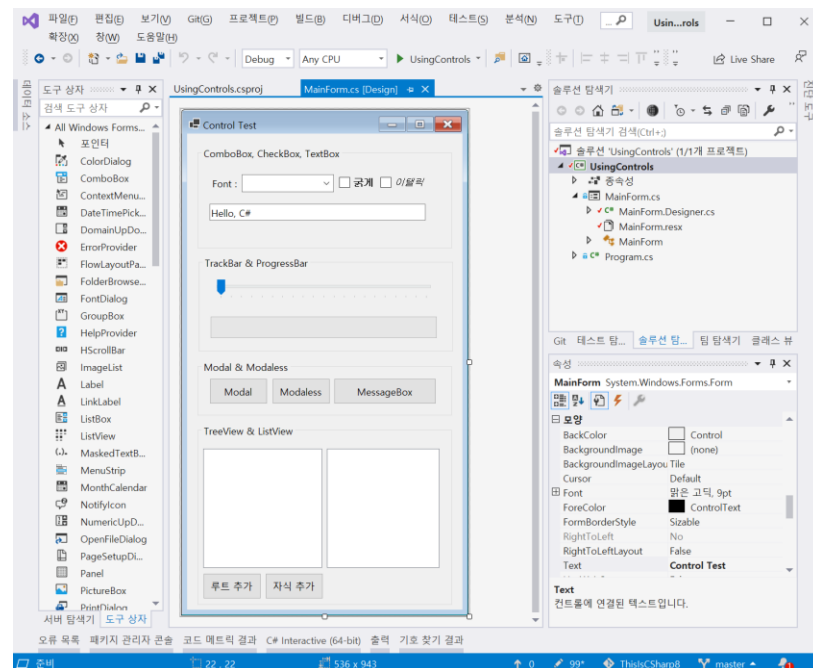 파일(F) 편집(E) 보기(V) Git(G) 프로젝트(P) 빌드(B) 디버그(D) 서식(O) 테스트(S) 분석(N) 도구(T) Usin...rols
확장(X) 창(W) 도움말(H)
Debug Any CPU UsingControls Live Share
도구 상자
검색 도구 상자
All Windows Forms...
포인터
ColorDialog
ComboBox
ContextMenu...
DateTimePick...
DomainUpDo...
ErrorProvider
FlowLayoutPa...
FolderBrowse...
FontDialog
GroupBox
HelpProvider
HScrollBar
ImageList
Label
LinkLabel
ListBox
ListView
MaskedTextB...
MenuStrip
MonthCalendar
NotifyIcon
NumericUpD...
OpenFileDialog
PageSetupDi...
Panel
PictureBox
PrintDialog
서버 탐색기 도구 상자
UsingControls.csproj MainForm.cs [Design]
Control Test
ComboBox, CheckBox, TextBox
Font : 굵게 이탤릭
Hello, C#
TrackBar & ProgressBar
Modal & Modaless
Modal Modaless MessageBox
TreeView & ListView
루트 추가 자식 추가
솔루션 탐색기
솔루션 탐색기 검색(Ctrl+;)
솔루션 'UsingControls' (1/1개 프로젝트)
UsingControls
종속성
MainForm.cs
MainForm.Designer.cs
MainForm.resx
MainForm
Program.cs
Git 테스트 탐... 솔루션 탐... 팀 탐색기 클래스 뷰
속성
MainForm System.Windows.Forms.Form
모양
BackColor Control
BackgroundImage (none)
BackgroundImageLayou Tile
Cursor Default
Font 맑은 고딕, 9pt
ForeColor ControlText
FormBorderStyle Sizable
RightToLeft No
RightToLeftLayout False
Text Control Test
Text
컨트롤에 연결된 텍스트입니다.
오류 목록 패키지 관리자 콘솔 코드 메트릭 결과 C# Interactive (64-bit) 출력 기호 찾기 결과
준비 22 , 22 536 x 943 0 99+ ThisIsCSharp8 master